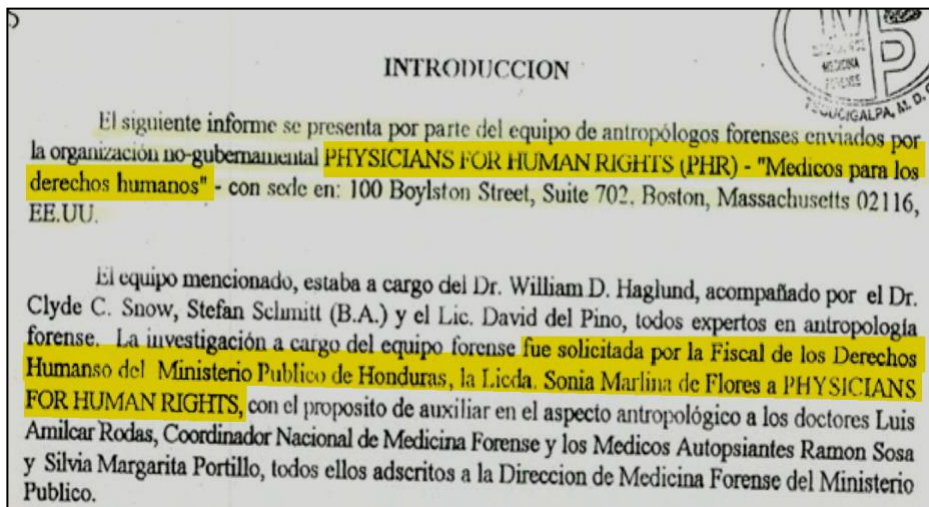 INTRODUCCION
MEDICINA
FORENSE
TEGUCIGALPA, M. D. C
El siguiente informe se presenta por parte del equipo de antropólogos forenses enviados por
la organización no-gubernamental PHYSICIANS FOR HUMAN RIGHTS (PHR) - "Medicos para los
derechos humanos" - con sede en: 100 Boylston Street, Suite 702, Boston, Massachusetts 02116,
EE.UU.
El equipo mencionado, estaba a cargo del Dr. William D. Haglund, acompañado por el Dr.
Clyde C. Snow, Stefan Schmitt (B.A.) y el Lic. David del Pino, todos expertos en antropología
forense. La investigación a cargo del equipo forense fue solicitada por la Fiscal de los Derechos
Humanso del Ministerio Publico de Honduras, la Licda. Sonia Marlina de Flores a PHYSICIANS
FOR HUMAN RIGHTS, con el proposito de auxiliar en el aspecto antropológico a los doctores Luis
Amilcar Rodas, Coordinador Nacional de Medicina Forense y los Medicos Autopsiantes Ramon Sosa
y Silvia Margarita Portillo, todos ellos adscritos a la Direccion de Medicina Forense del Ministerio
Publico.